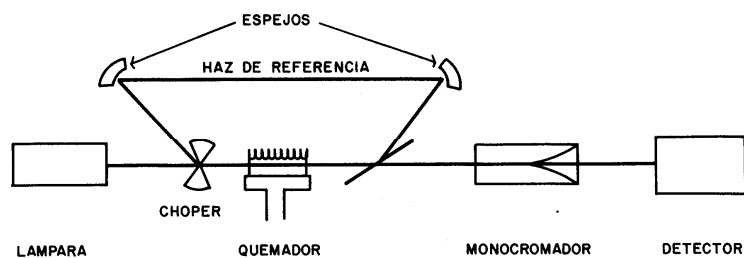 ESPEJOS
HAZ DE REFERENCIA
CHOPER
LAMPARA
QUEMADOR
MONOCROMADOR
DETECTOR